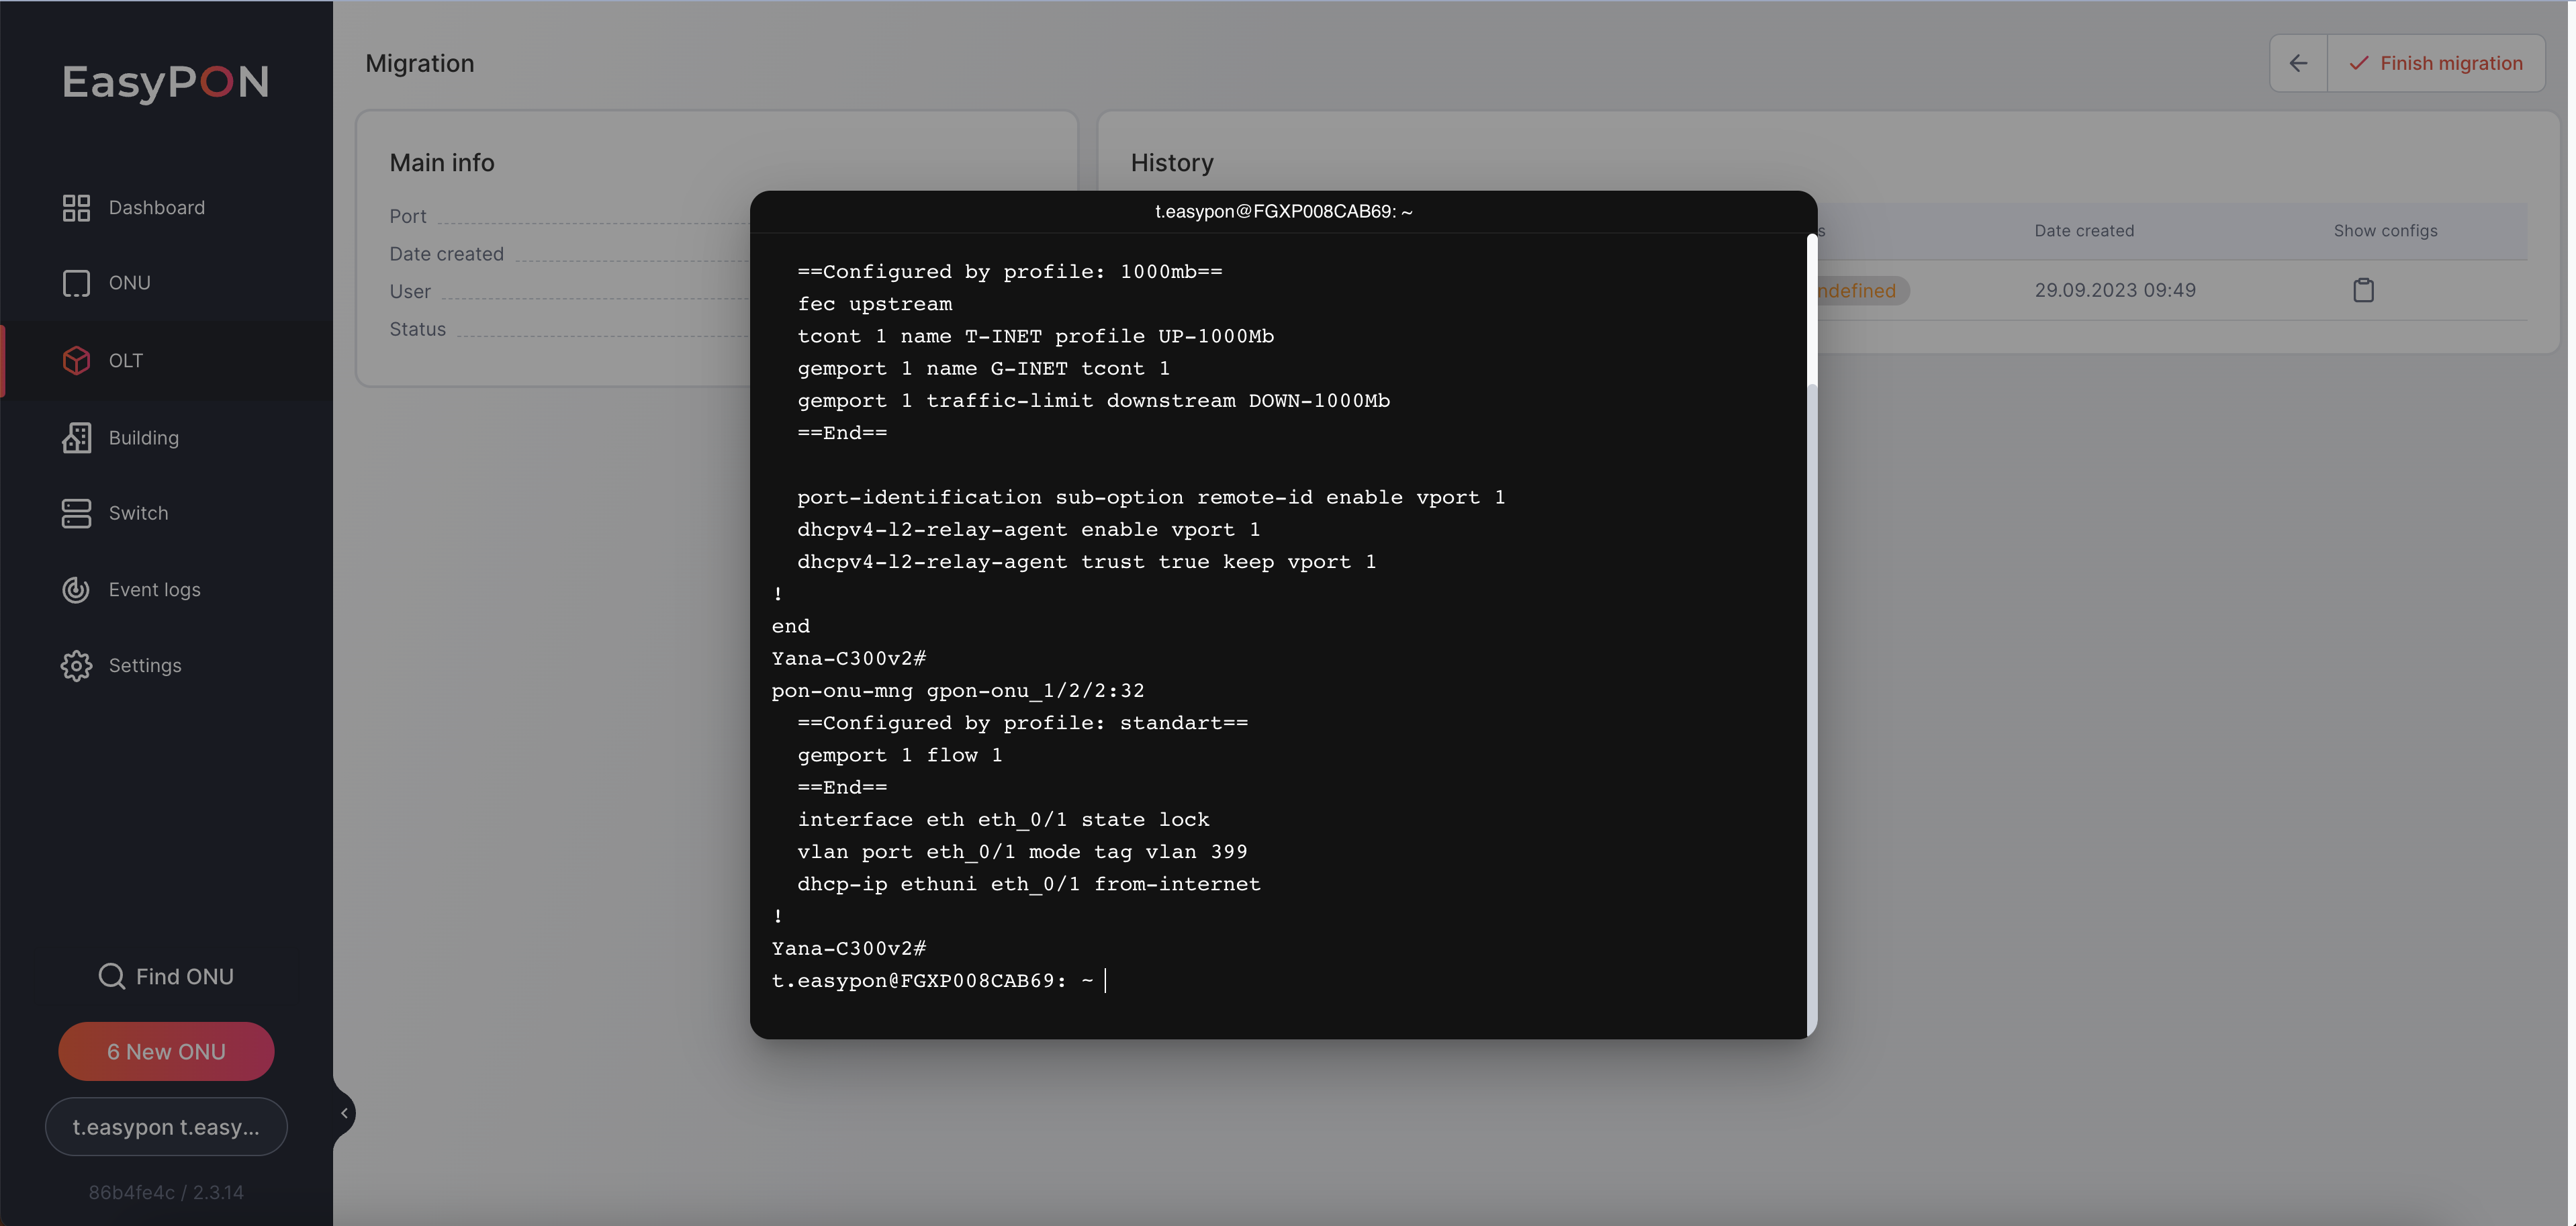 EasyPON
Dashboard
ONU
OLT
Building
Switch
Event logs
Settings
Find ONU
6 New ONU
t.easypon t.easy...
86b4fe4c / 2.3.14
Migration
Finish migration
Main info
Port
Date created
User
Status
History
s
Date created
Show configs
ndefined
29.09.2023 09:49
t.easypon@FGXP008CAB69: ~
==Configured by profile: 1000mb==
fec upstream
tcont 1 name T-INET profile UP-1000Mb
gemport 1 name G-INET tcont 1
gemport 1 traffic-limit downstream DOWN-1000Mb
==End==
port-identification sub-option remote-id enable vport 1
dhcpv4-l2-relay-agent enable vport 1
dhcpv4-l2-relay-agent trust true keep vport 1
!
end
Yana-C300v2#
pon-onu-mng gpon-onu_1/2/2:32
==Configured by profile: standart==
gemport 1 flow 1
==End==
interface eth eth_0/1 state lock
vlan port eth_0/1 mode tag vlan 399
dhcp-ip ethuni eth_0/1 from-internet
!
Yana-C300v2#
t.easypon@FGXP008CAB69: ~